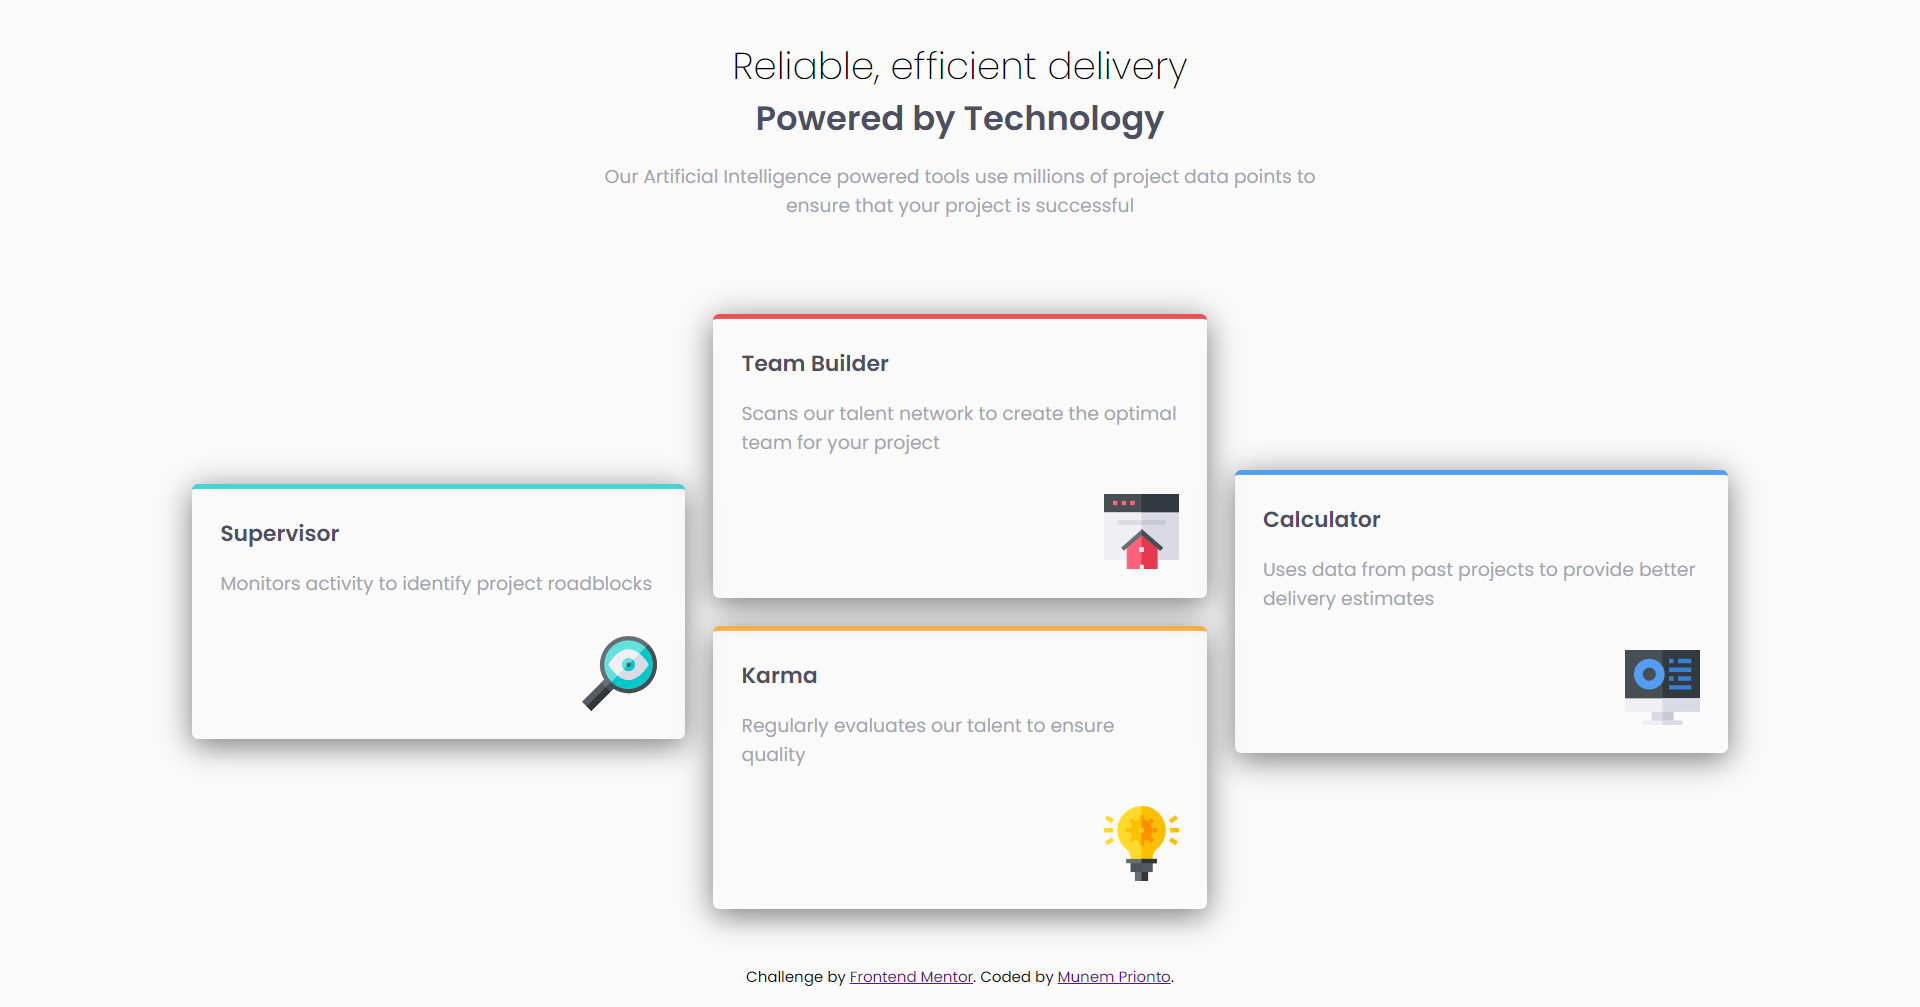 Reliable, efficient delivery
Powered by Technology
Our Artificial Intelligence powered tools use millions of project data points to
ensure that your project is successful
Supervisor
Monitors activity to identify project roadblocks
Team Builder
Scans our talent network to create the optimal
team for your project
Karma
Regularly evaluates our talent to ensure
quality
Calculator
Uses data from past projects to provide better
delivery estimates
Challenge by Frontend Mentor. Coded by Munem Prionto.